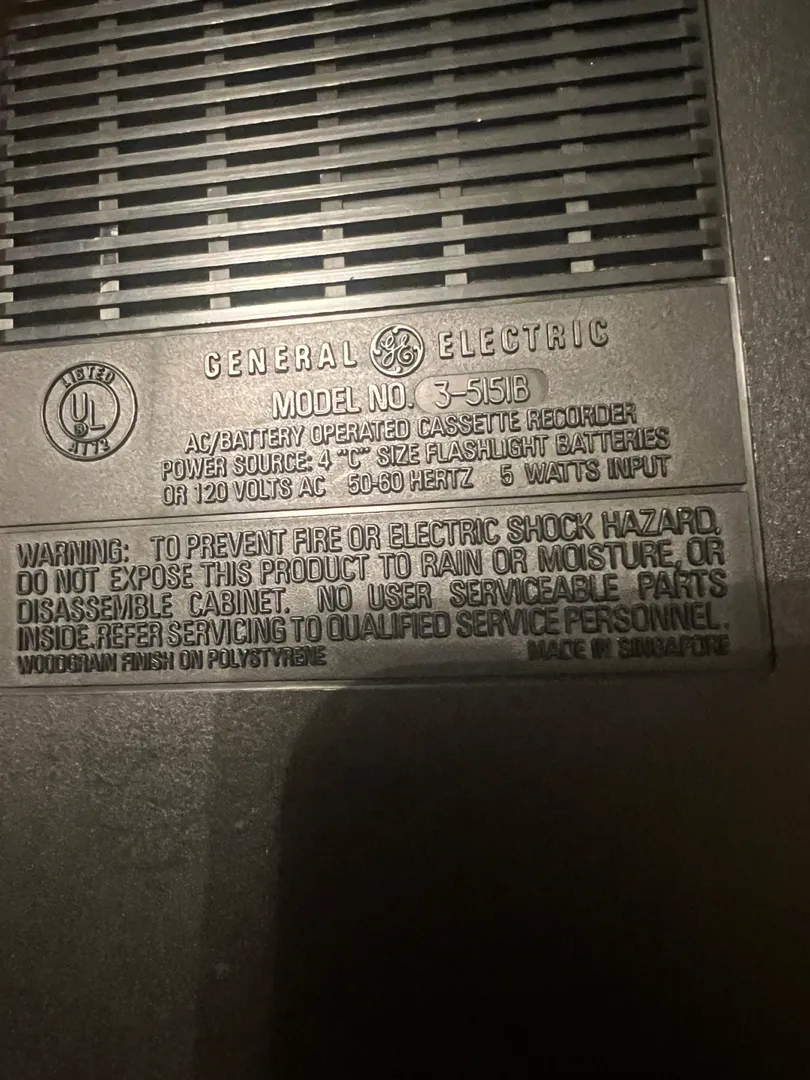 GENERAL GE ELECTRIC
LISTED
UL
®
A773
MODEL NO. 3-5151B
AC/BATTERY OPERATED CASSETTE RECORDER
POWER SOURCE: 4 "C" SIZE FLASHLIGHT BATTERIES
OR 120 VOLTS AC 50-60 HERTZ 5 WATTS INPUT
WARNING: TO PREVENT FIRE OR ELECTRIC SHOCK HAZARD,
DO NOT EXPOSE THIS PRODUCT TO RAIN OR MOISTURE, OR
DISASSEMBLE CABINET. NO USER SERVICEABLE PARTS
INSIDE. REFER SERVICING TO QUALIFIED SERVICE PERSONNEL.
WOODGRAIN FINISH ON POLYSTYRENE MADE IN SINGAPORE